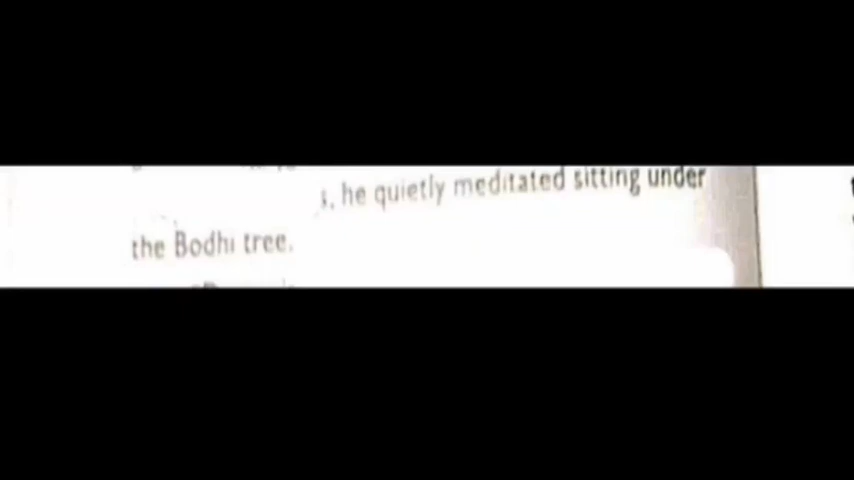 , he quietly meditated sitting under
the Bodhi tree.